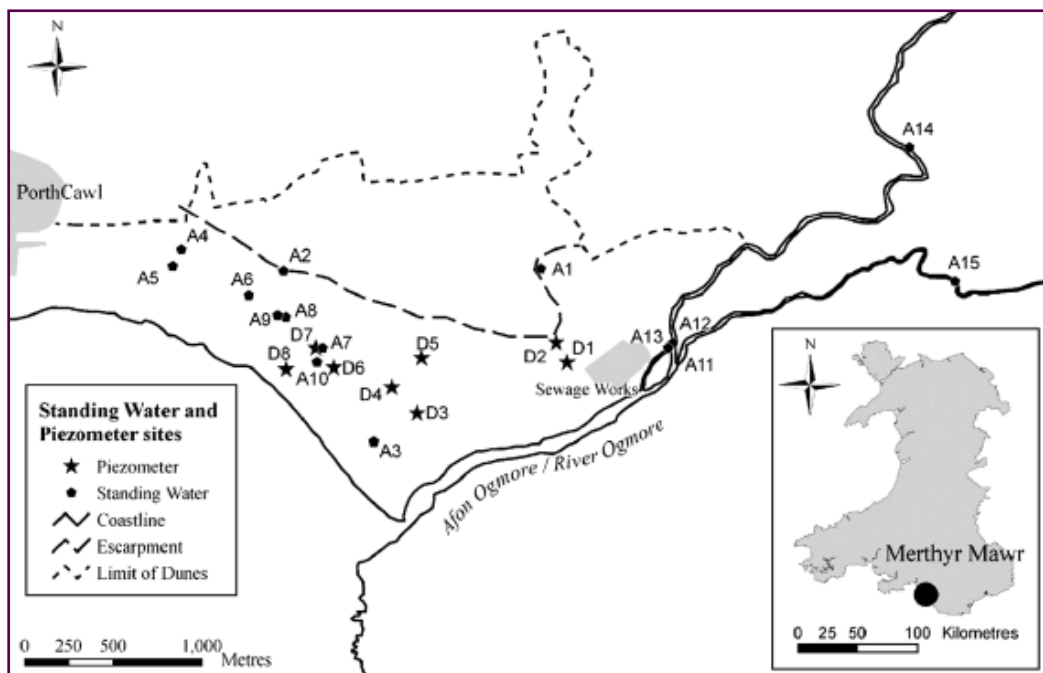 N
A14
PorthCawl
A4
A2
A1
A5
A15
A6
A9
A8
D7
A7
D5
D2
D1
A13
A12
A11
D8
A10
D6
Sewage Works
D4
D3
A3
Afon Ogmore / River Ogmore
Standing Water and
Piezometer sites
Piezometer
Standing Water
Coastline
Escarpment
Limit of Dunes
0 500 500 1,000
Metres
N
Merthyr Mawr
0 25 50 100 Kilometres